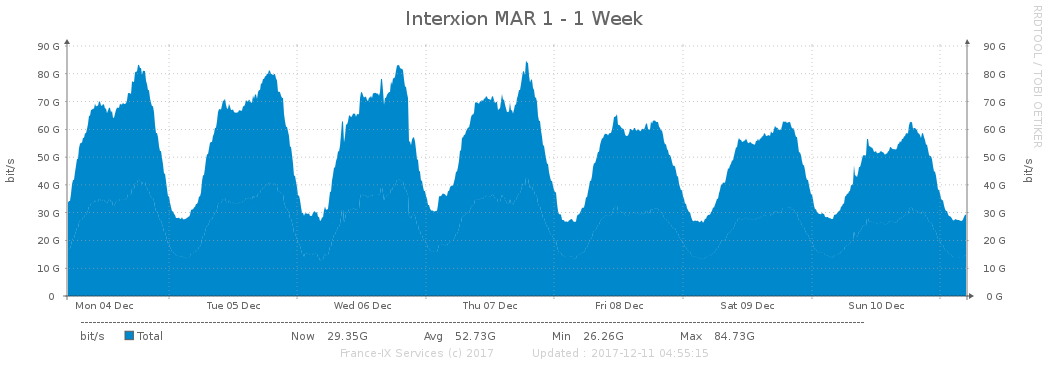 Interxion MAR 1 - 1 Week
RRDTOOL / TOBI OETIKER
90 G 90 G
80 G 80 G
70 G 70 G
60 G 60 G
50 G 50 G
40 G 40 G
30 G 30 G
20 G 20 G
10 G 10 G
0 0 G
bit/s bit/s
Mon 04 Dec Tue 05 Dec Wed 06 Dec Thu 07 Dec Fri 08 Dec Sat 09 Dec Sun 10 Dec
bit/s Total Now 29.35G Avg 52.73G Min 26.26G Max 84.73G
France-IX Services (c) 2017 Updated : 2017-12-11 04:55:15